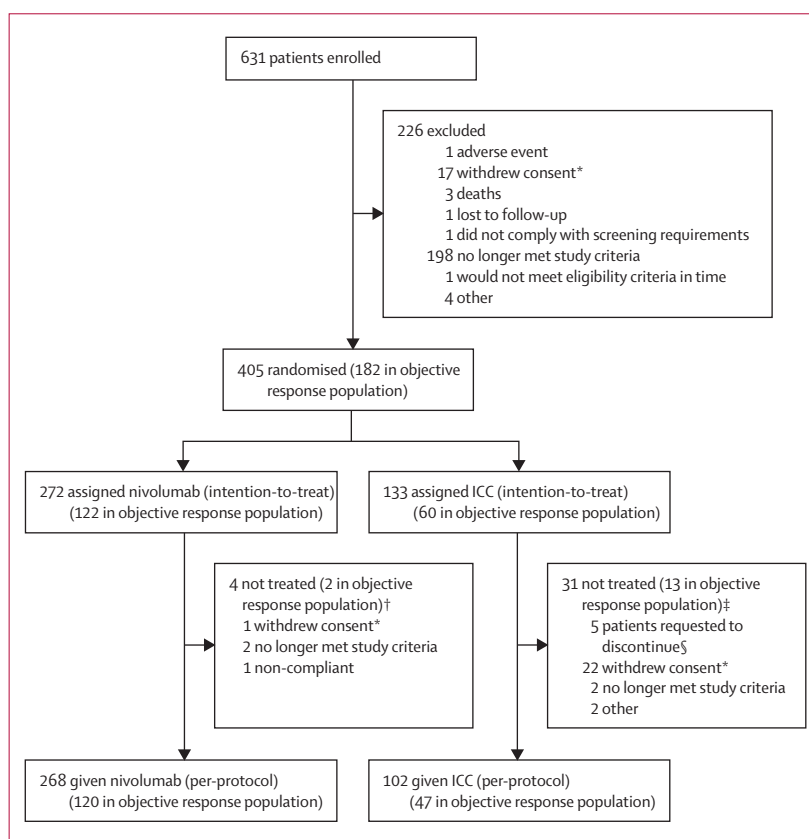 631 patients enrolled
226 excluded
1 adverse event
17 withdrew consent*
3 deaths
1 lost to follow-up
1 did not comply with screening requirements
198 no longer met study criteria
1 would not meet eligibility criteria in time
4 other
405 randomised (182 in objective
response population)
272 assigned nivolumab (intention-to-treat)
(122 in objective response population)
133 assigned ICC (intention-to-treat)
(60 in objective response population)
4 not treated (2 in objective
response population)†
1 withdrew consent*
2 no longer met study criteria
1 non-compliant
31 not treated (13 in objective
response population)‡
5 patients requested to
discontinue§
22 withdrew consent*
2 no longer met study criteria
2 other
268 given nivolumab (per-protocol)
(120 in objective response population)
102 given ICC (per-protocol)
(47 in objective response population)